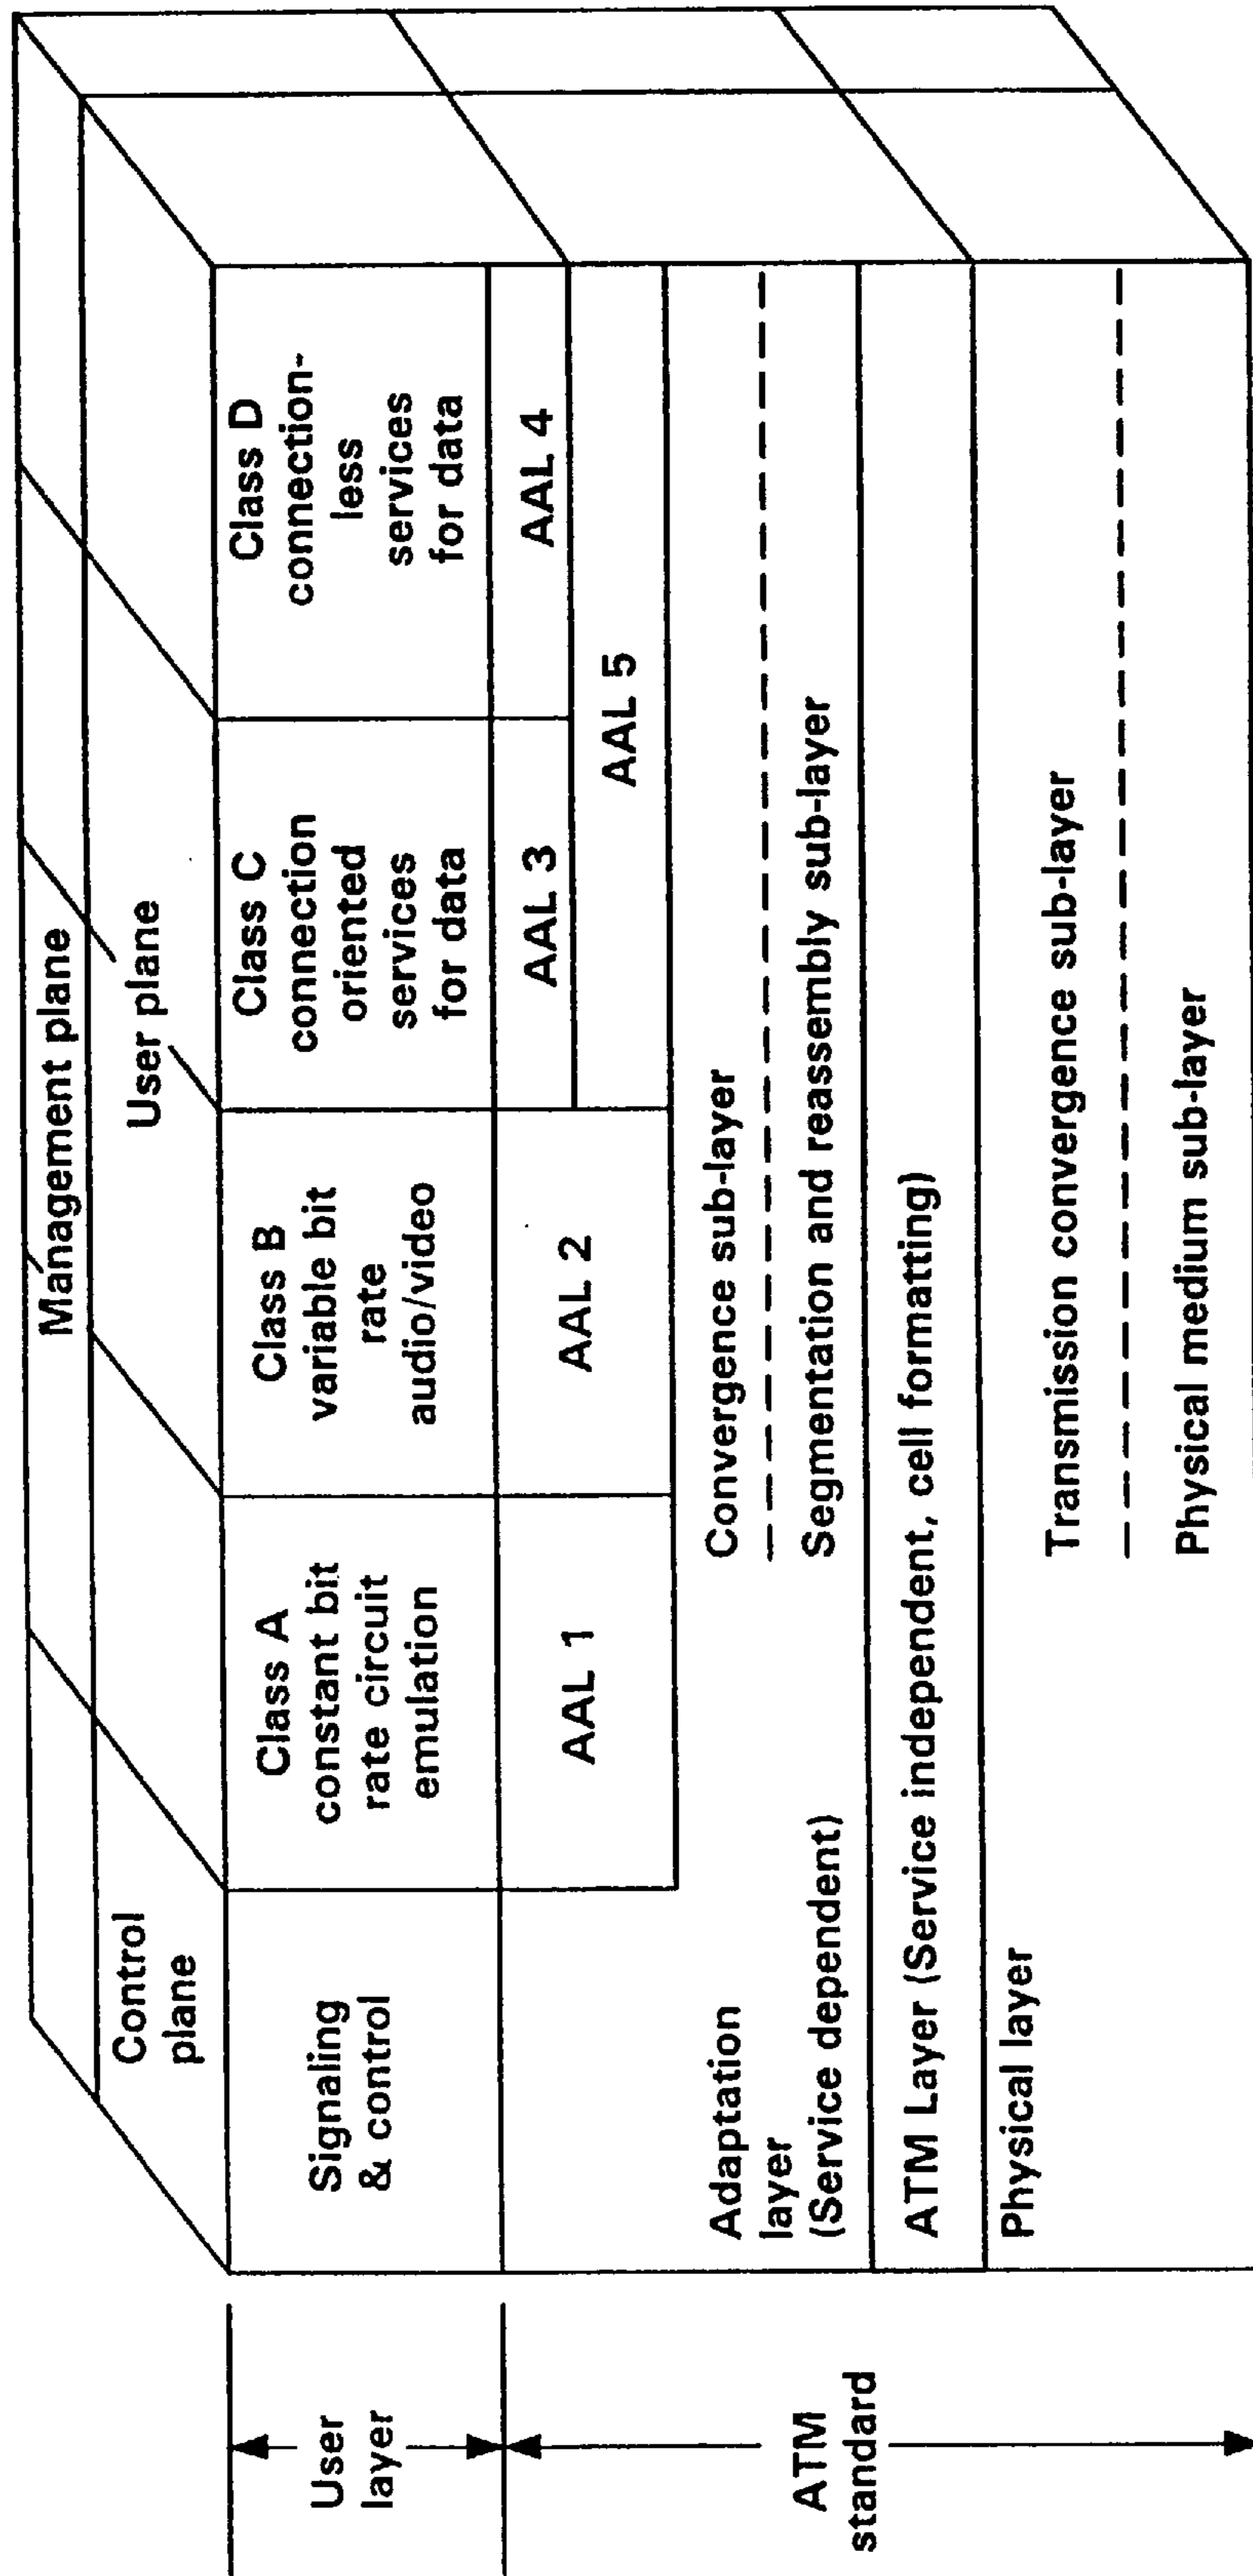 Management plane
User plane
Control
plane
User
layer
Signaling
& control
Class A
constant bit
rate circuit
emulation
Class B
variable bit
rate
audio/video
Class C
connection
oriented
services
for data
Class D
connection-
less
services
for data
AAL 1
AAL 2
AAL 3
AAL 4
AAL 5
ATM
standard
Adaptation
layer
(Service dependent)
Convergence sub-layer
Segmentation and reassembly sub-layer
ATM Layer (Service independent, cell formatting)
Physical layer
Transmission convergence sub-layer
Physical medium sub-layer